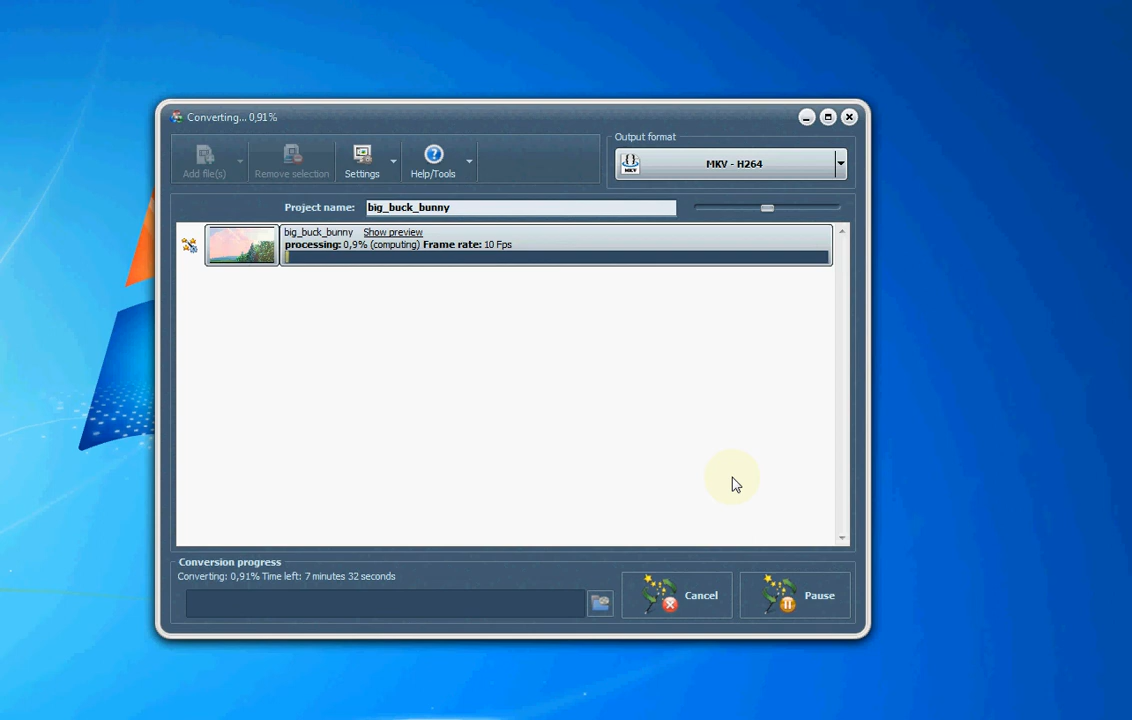 Converting... 0,91%
Output format
Add file(s)
Remove selection
Settings
Help/Tools
MKV
MKV - H264
Project name: big_buck_bunny
big_buck_bunny Show preview
processing: 0,9% (computing) Frame rate: 10 Fps
Conversion progress
Converting: 0,91% Time left: 7 minutes 32 seconds
Cancel
Pause